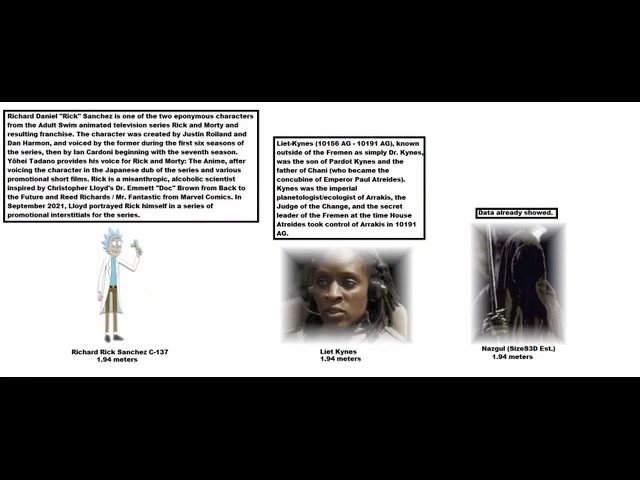 Richard Daniel "Rick" Sanchez is one of the two eponymous characters
from the Adult Swim animated television series Rick and Morty and
resulting franchise. The character was created by Justin Roiland and
Dan Harmon, and voiced by the former during the first six seasons of
the series, then by Ian Cardoni beginning with the seventh season.
Yōhei Tadano provides his voice for Rick and Morty: The Anime, after
voicing the character in the Japanese dub of the series and various
promotional short films. Rick is a misanthropic, alcoholic scientist
inspired by Christopher Lloyd's Dr. Emmett "Doc" Brown from Back to
the Future and Reed Richards / Mr. Fantastic from Marvel Comics. In
September 2021, Lloyd portrayed Rick himself in a series of
promotional interstitials for the series.
Richard Rick Sanchez C-137
1.94 meters
Liet-Kynes (10156 AG - 10191 AG), known
outside of the Fremen as simply Dr. Kynes,
was the son of Pardot Kynes and the
father of Chani (who became the
concubine of Emperor Paul Atreides).
Kynes was the imperial
planetologist/ecologist of Arrakis, the
Judge of the Change, and the secret
leader of the Fremen at the time House
Atreides took control of Arrakis in 10191
AG.
Liet Kynes
1.94 meters
Data already showed.
Nazgul (SizeS3D Est.)
1.94 meters